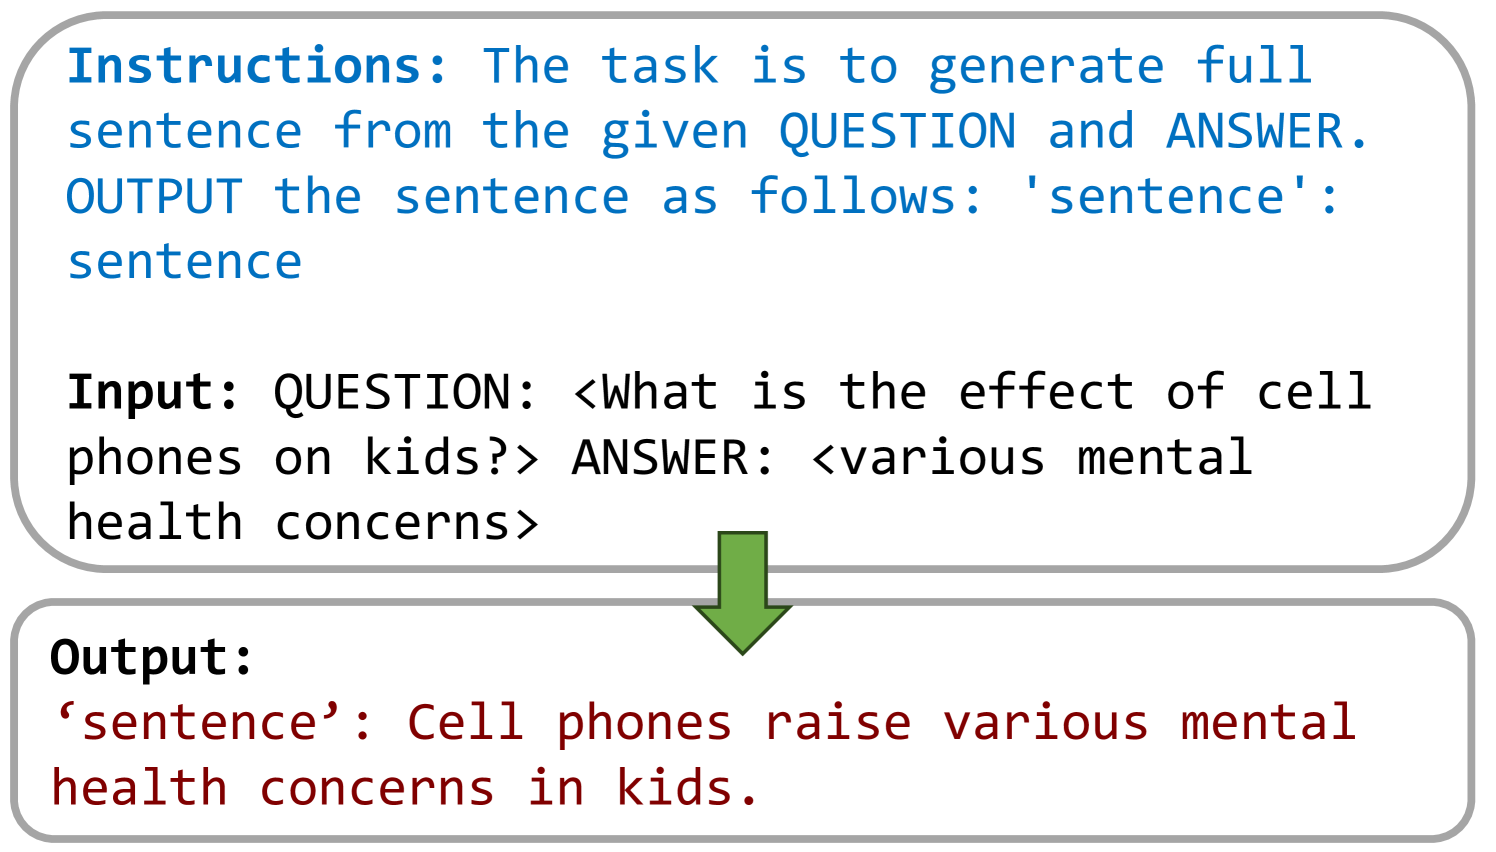 Instructions: The task is to generate full
sentence from the given QUESTION and ANSWER.
OUTPUT the sentence as follows: 'sentence':
sentence
Input: QUESTION: <What is the effect of cell
phones on kids?> ANSWER: <various mental
health concerns>
Output:
‘sentence’: Cell phones raise various mental
health concerns in kids.